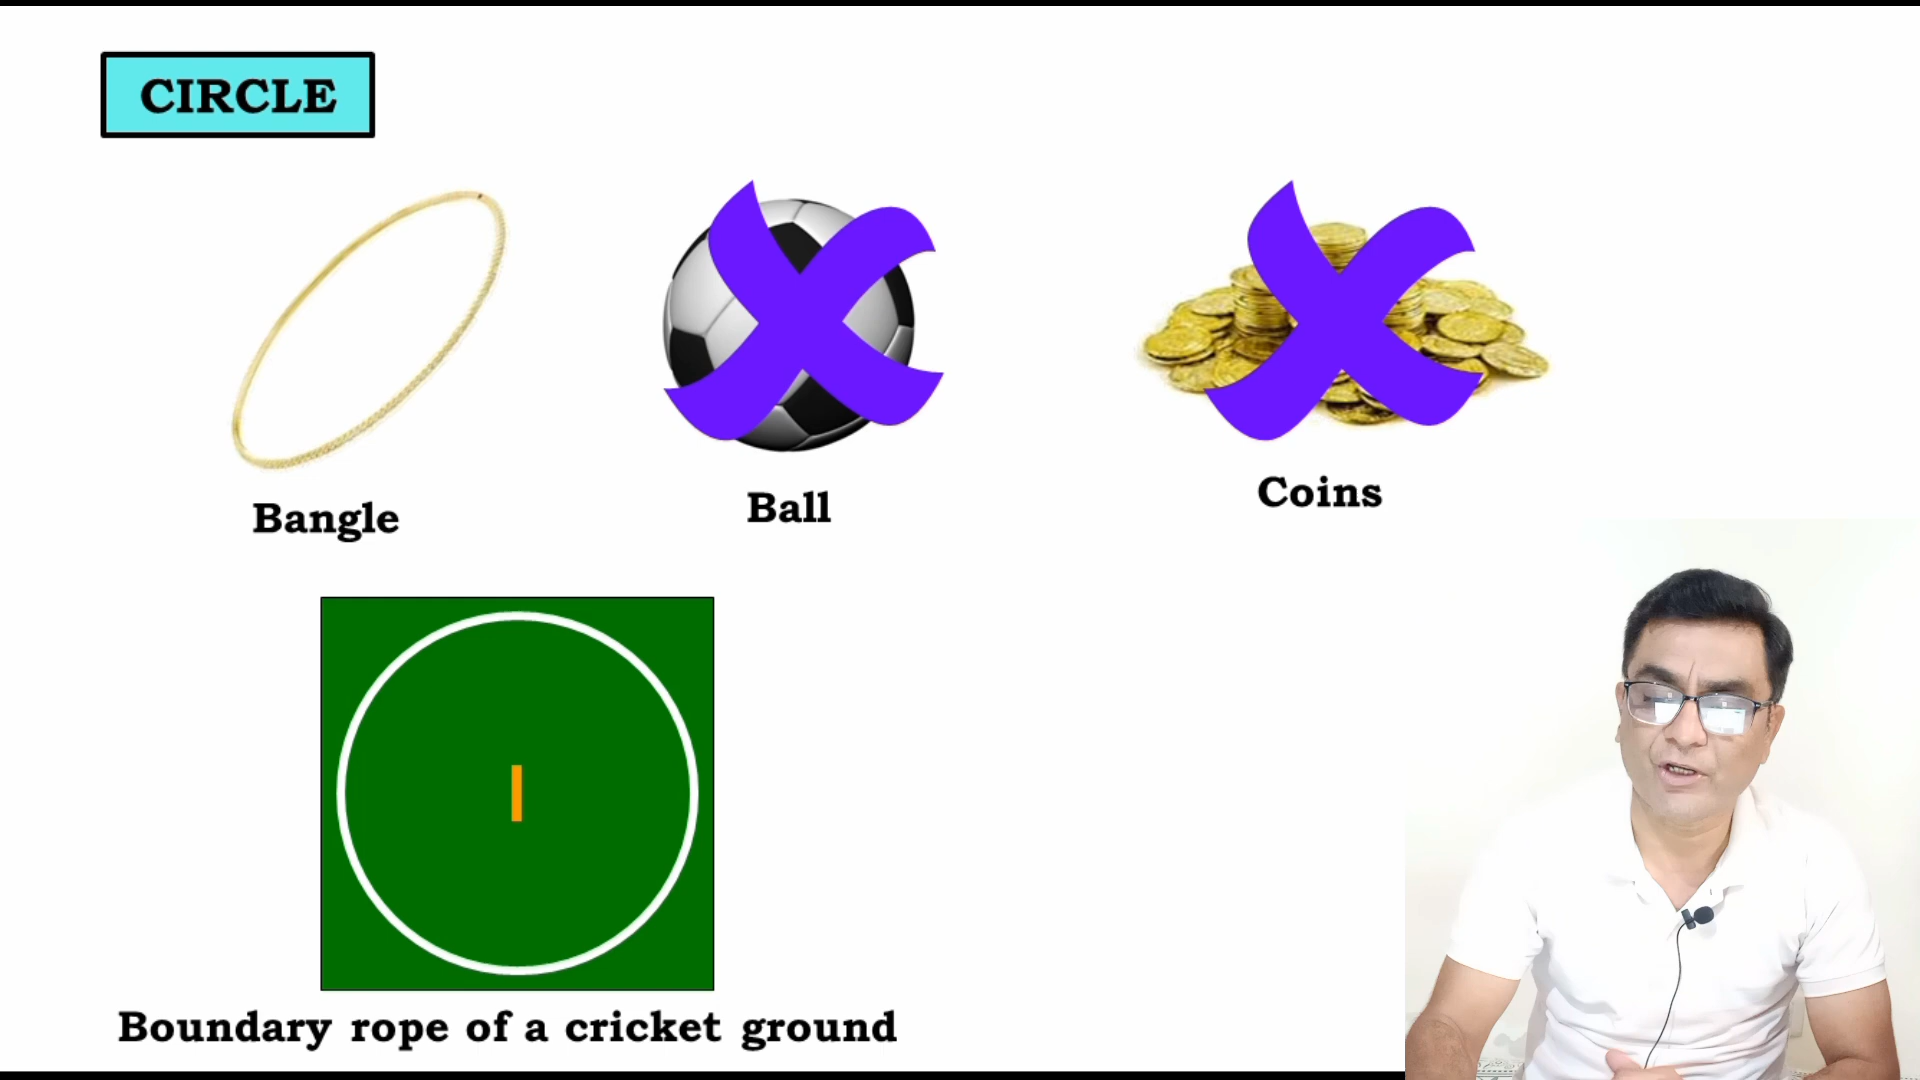 CIRCLE
Bangle
Ball
Coins
Boundary rope of a cricket ground